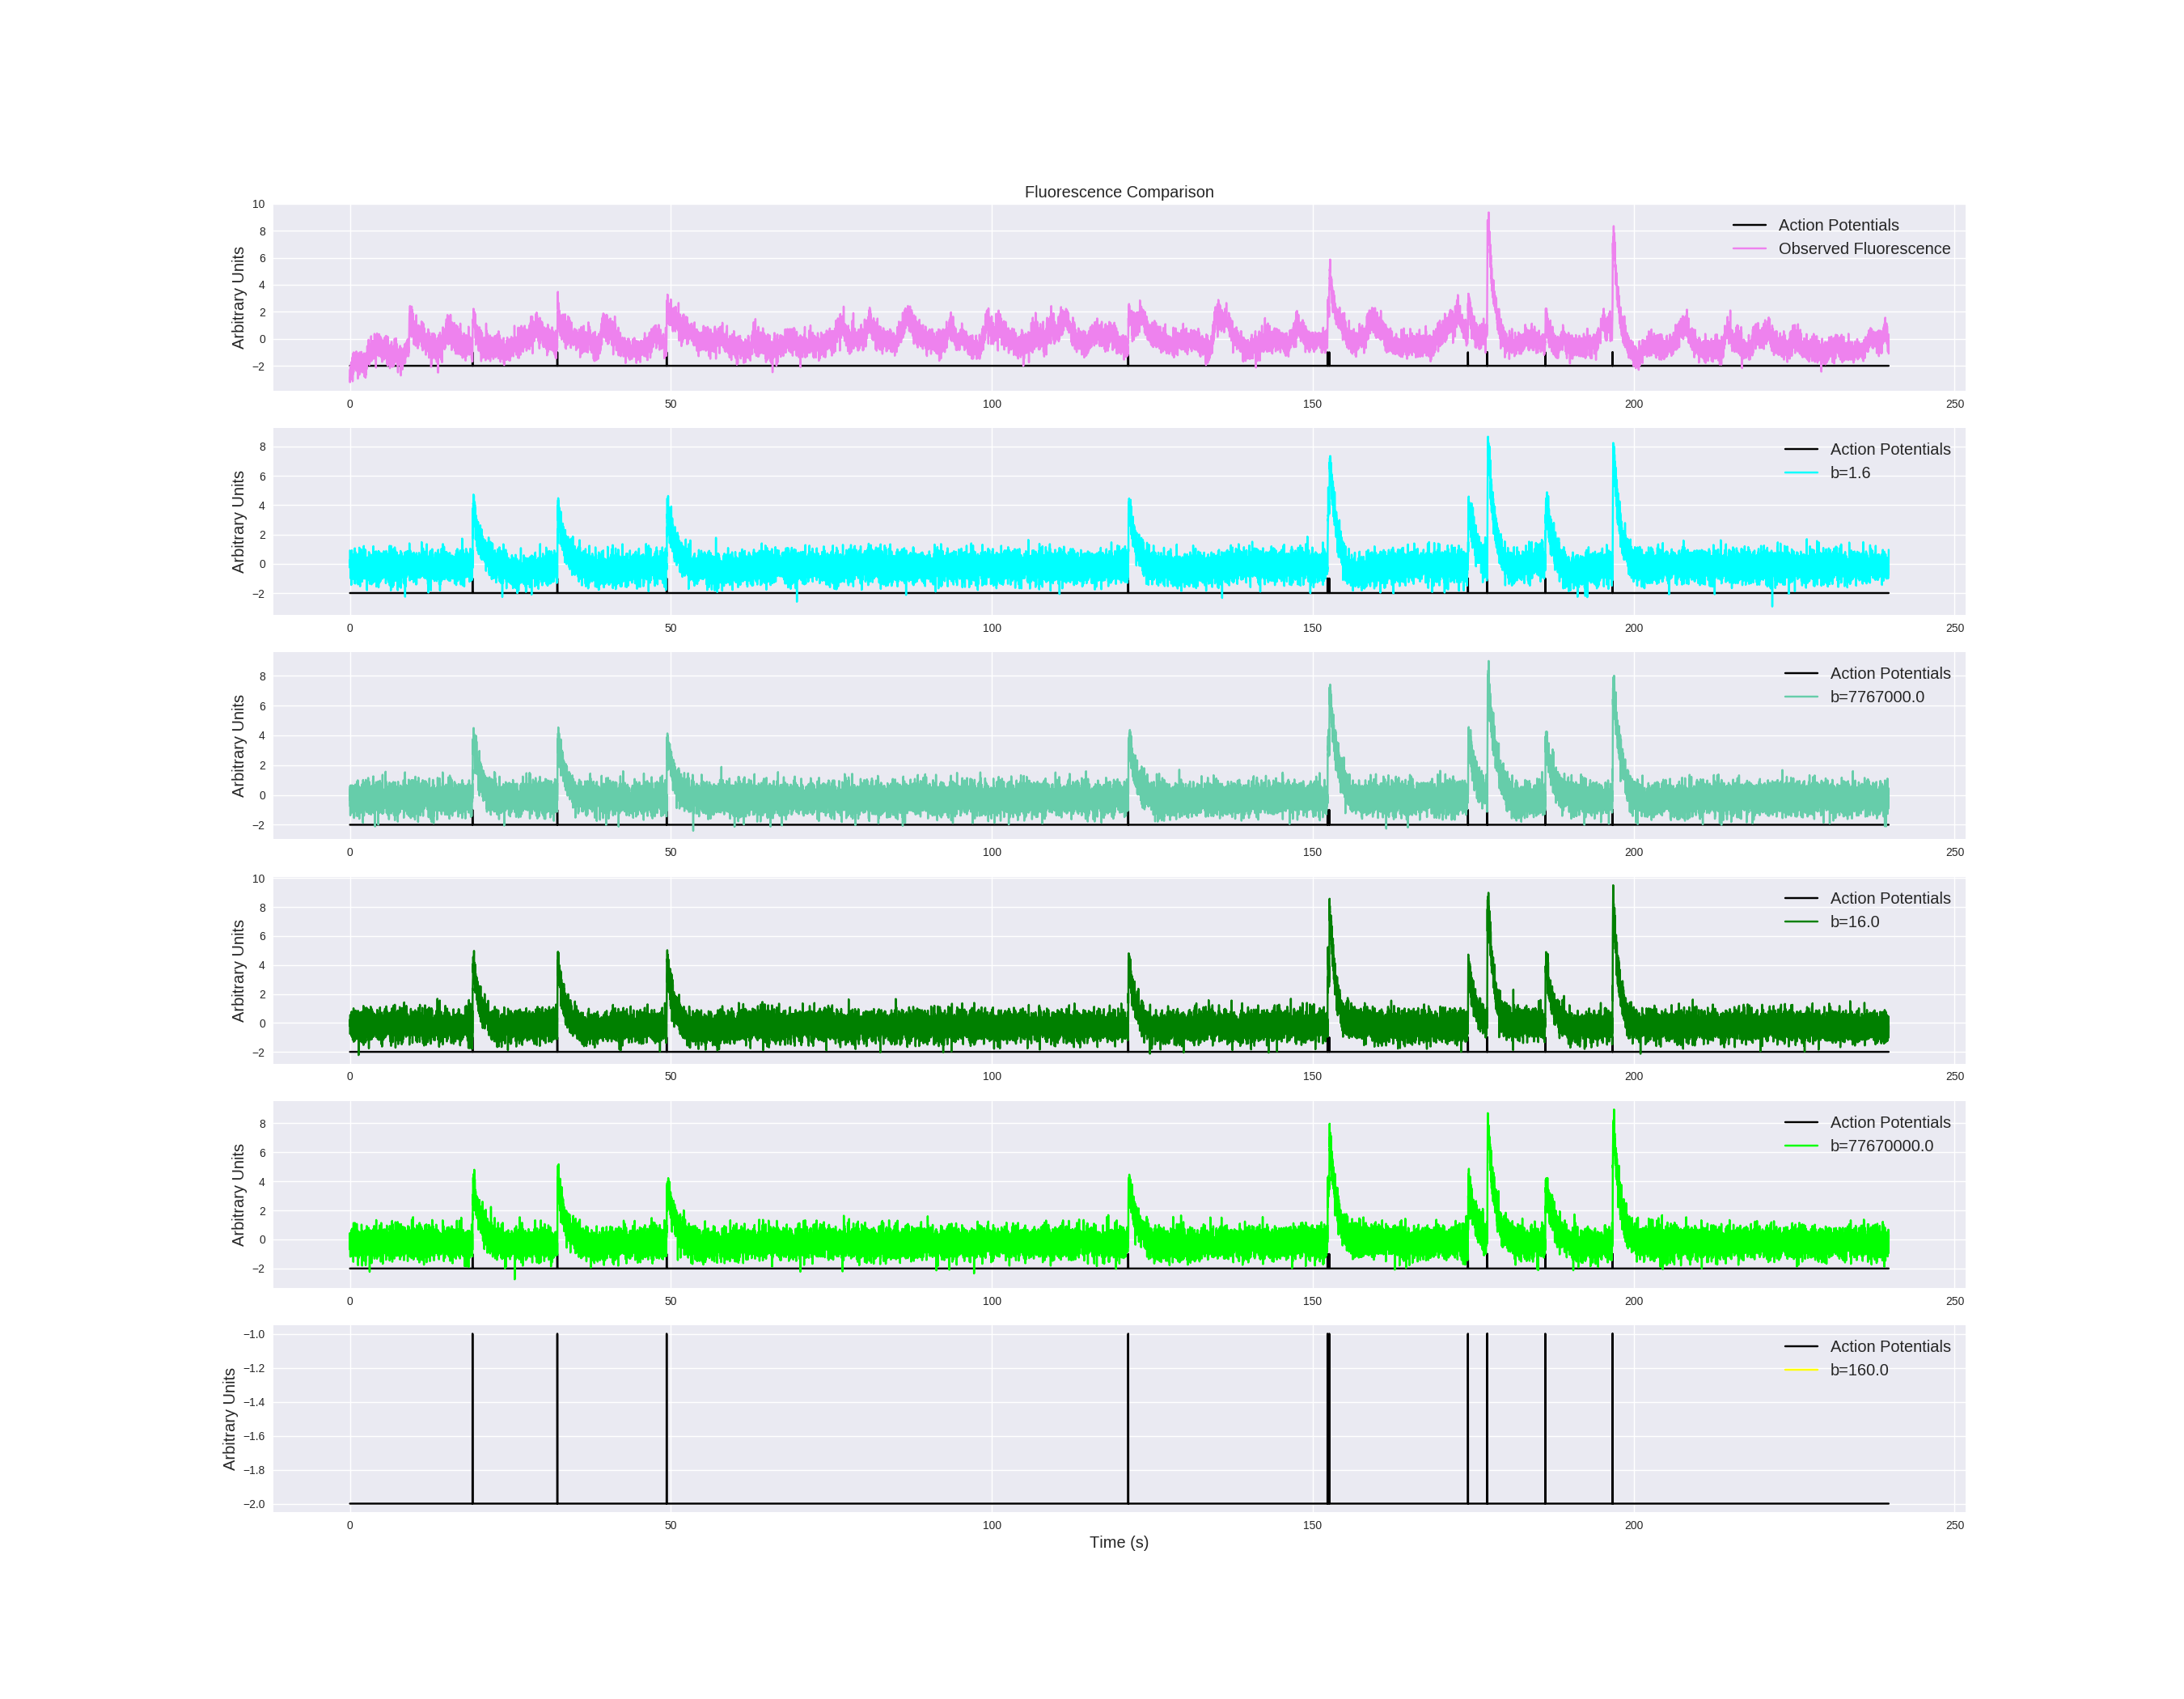 Fluorescence Comparison
Arbitrary Units
10
8
6
4
2
0
−2
Action Potentials
Observed Fluorescence
0 50 100 150 200 250
Arbitrary Units
8
6
4
2
0
−2
Action Potentials
b=1.6
0 50 100 150 200 250
Arbitrary Units
8
6
4
2
0
−2
Action Potentials
b=7767000.0
0 50 100 150 200 250
Arbitrary Units
10
8
6
4
2
0
−2
Action Potentials
b=16.0
0 50 100 150 200 250
Arbitrary Units
8
6
4
2
0
−2
Action Potentials
b=77670000.0
0 50 100 150 200 250
Arbitrary Units
−1.0
−1.2
−1.4
−1.6
−1.8
−2.0
Action Potentials
b=160.0
0 50 100 150 200 250
Time (s)